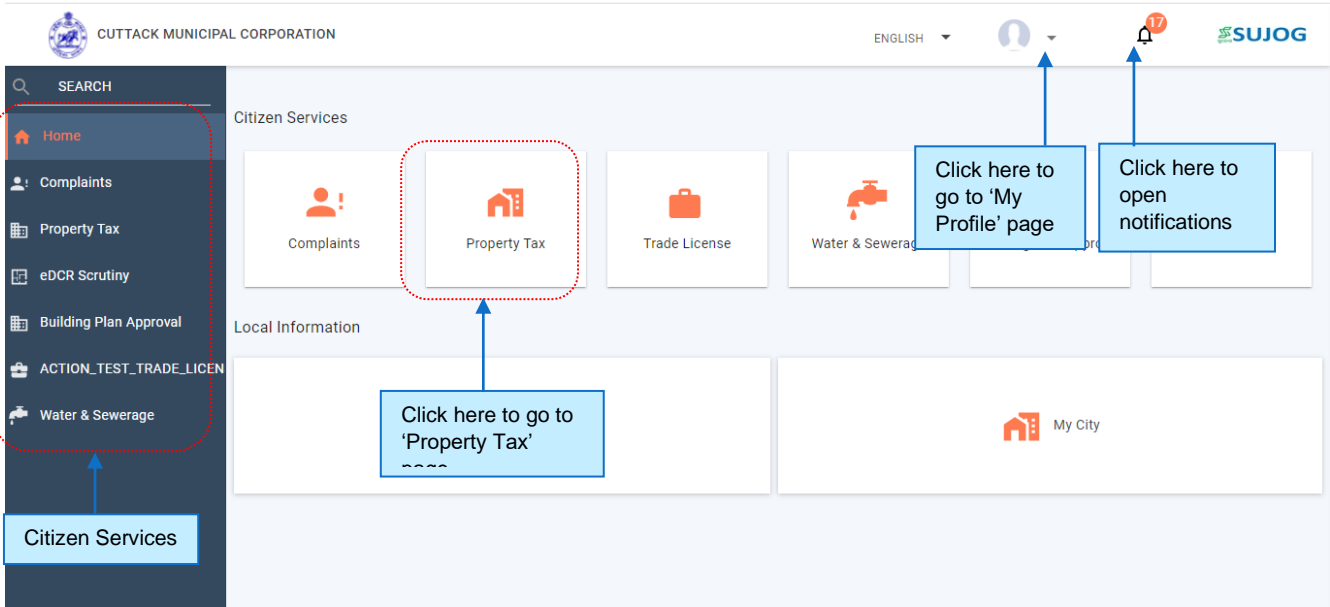 CUTTACK MUNICIPAL CORPORATION
ENGLISH
17
SUJOG
SEARCH
Home
Complaints
Property Tax
eDCR Scrutiny
Building Plan Approval
ACTION_TEST_TRADE_LICEN
Water & Sewerage
Citizen Services
Citizen Services
Complaints
Property Tax
Trade License
Water & Sewerag
Click here to
go to ‘My
Profile’ page
Click here to
open
notifications
Local Information
Click here to go to
‘Property Tax’
page
My City